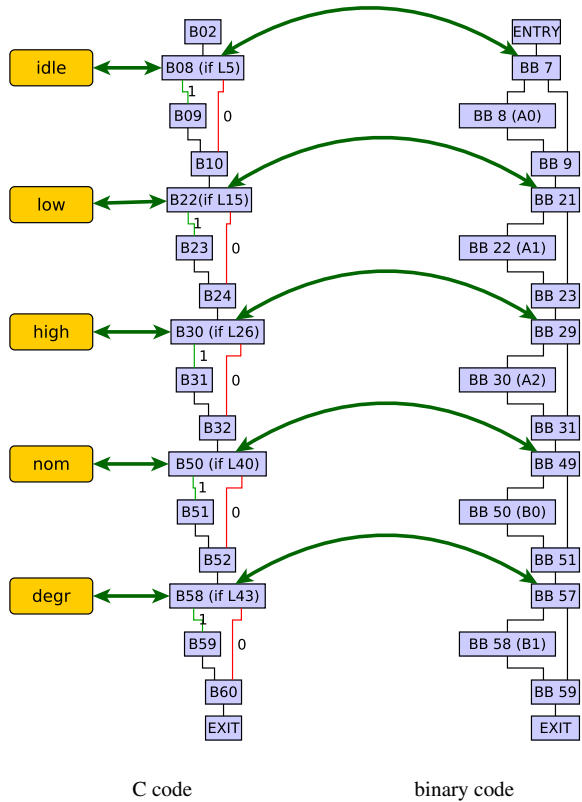 B02
ENTRY
idle
B08 (if L5)
BB 7
1
B09
0
BB 8 (A0)
B10
BB 9
low
B22(if L15)
BB 21
1
B23
0
BB 22 (A1)
B24
BB 23
high
B30 (if L26)
BB 29
1
B31
0
BB 30 (A2)
B32
BB 31
nom
B50 (if L40)
BB 49
1
B51
0
BB 50 (B0)
B52
BB 51
degr
B58 (if L43)
BB 57
1
B59
0
BB 58 (B1)
B60
BB 59
EXIT
EXIT
C code
binary code